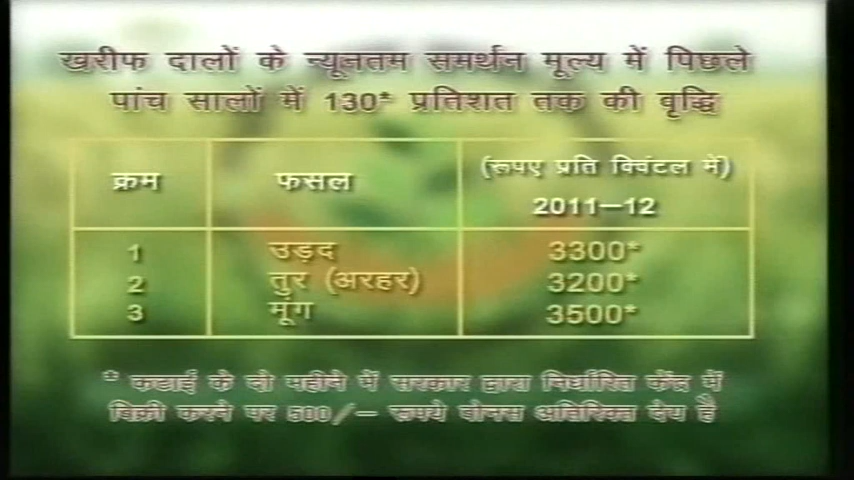 खरीफ दालों के न्यूनतम समर्थन मूल्य में पिछले
पांच सालों में 130* प्रतिशत तक की वृद्धि
क्रम फसल (रूपए प्रति क्विंटल में)
2011–12
1 उड़द 3300*
2 तुर (अरहर) 3200*
3 मूंग 3500*
* कटाई के दो महीने में सरकार द्वारा निर्धारित केंद्र में
बिक्री करने पर 500/– रूपये बोनस अतिरिक्त देय है